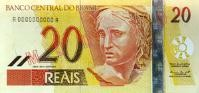 BANCO CENTRAL DO BRASIL
20
A 0000000000 A
20
REAIS